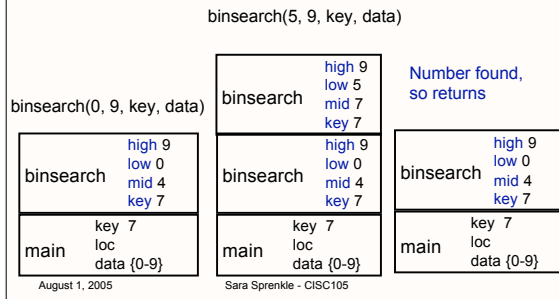 binsearch(5, 9, key, data)
binsearch(0, 9, key, data)
binsearch
high 9
low 0
mid 4
key 7
main
key 7
loc
data {0-9}
binsearch
high 9
low 5
mid 7
key 7
binsearch
high 9
low 0
mid 4
key 7
main
key 7
loc
data {0-9}
Number found,
so returns
binsearch
high 9
low 0
mid 4
key 7
main
key 7
loc
data {0-9}
August 1, 2005
Sara Sprenkle - CISC105